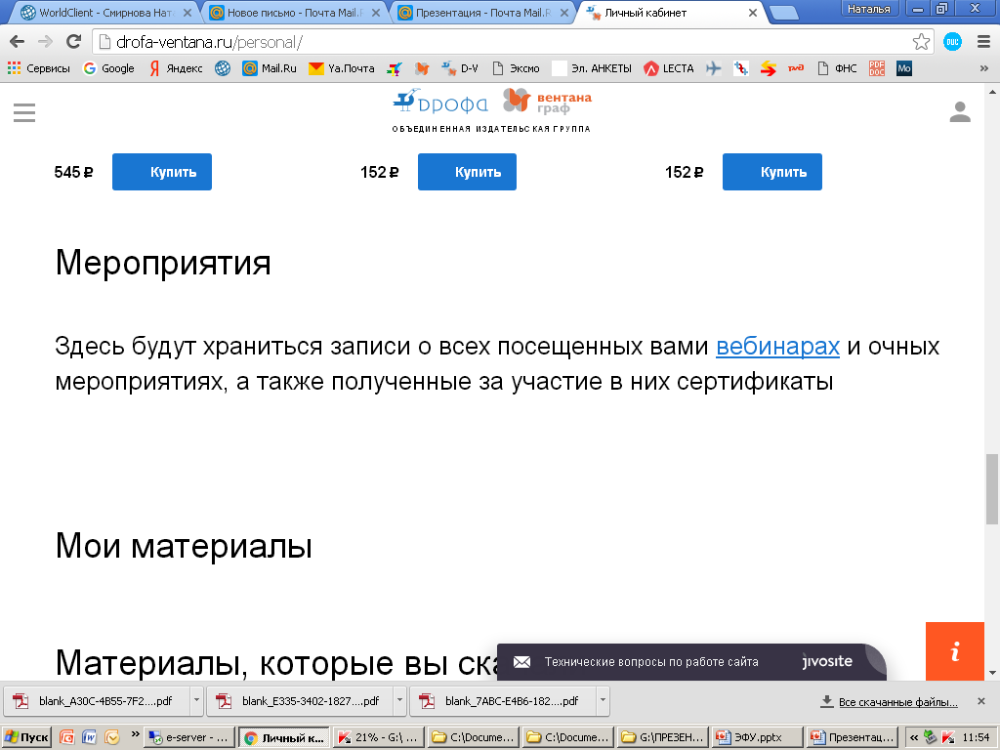 WorldClient - Смирнова Ната
Новое письмо - Почта Mail.R
Презентация - Почта Mail.R
Личный кабинет
Наталья
drofa-ventana.ru/personal/
Сервисы Google Яндекс Mail.Ru Ya.Почта D-V Эксмо Эл. АНКЕТЫ LECTA ФНС PDF DOC Mo »
дрофа вентана граф
ОБЪЕДИНЕННАЯ ИЗДАТЕЛЬСКАЯ ГРУППА
545 ₽ Купить 152 ₽ Купить 152 ₽ Купить
Мероприятия
Здесь будут храниться записи о всех посещенных вами вебинарах и очных
мероприятиях, а также полученные за участие в них сертификаты
Мои материалы
Материалы, которые вы ска
Технические вопросы по работе сайта jivosite
i
blank_A30C-4B55-7F2....pdf blank_E335-3402-1827....pdf blank_7ABC-E4B6-182....pdf Все скачанные файлы...
Пуск » e-server - ... Личный к... 21% - G:\ ... C:\Docume... C:\Docume... G:\ПРЕЗЕН... ЭФУ.pptx Презентац... « 11:54